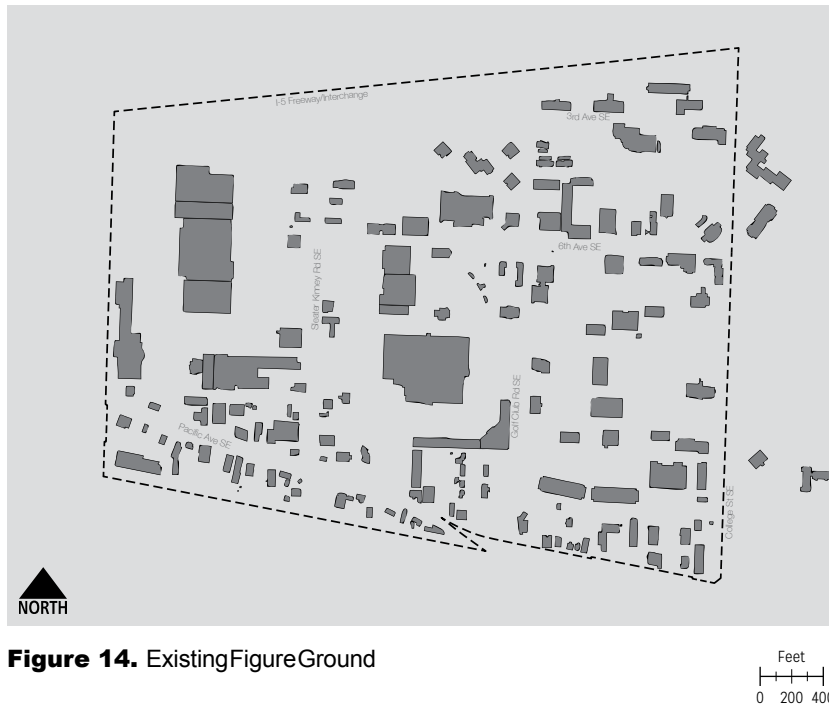 I-5 Freeway/Interchange
3rd Ave SE
6th Ave SE
Sleater Kinney Rd SE
Golf Club Rd SE
Pacific Ave SE
College St SE
NORTH
Figure 14. ExistingFigureGround
Feet
0 200 400